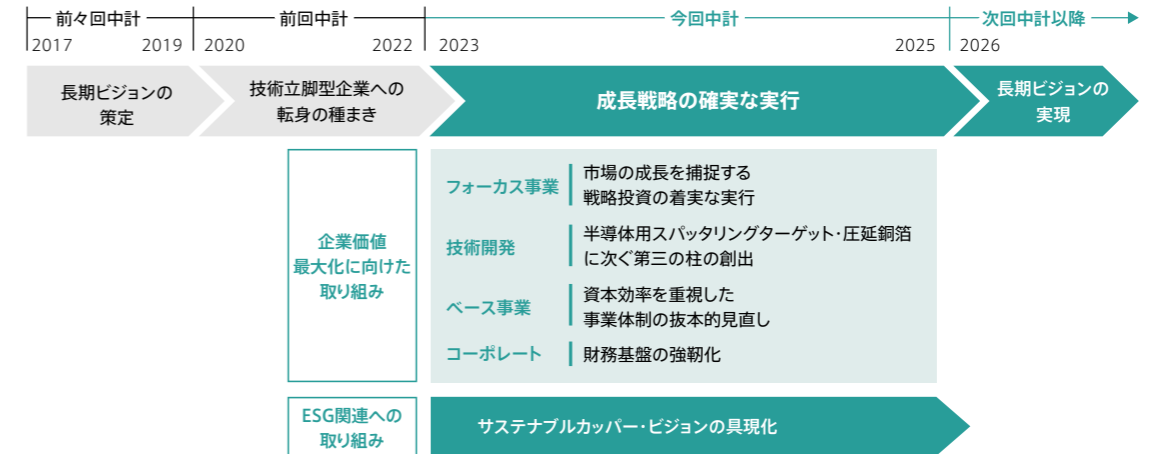 前々回中計
前回中計
今回中計
次回中計以降
2017
2019
2020
2022
2023
2025
2026
長期ビジョンの
策定
技術立脚型企業への
転身の種まき
成長戦略の確実な実行
長期ビジョンの
実現
企業価値
最大化に向けた
取り組み
フォーカス事業
市場の成長を捕捉する
戦略投資の着実な実行
技術開発
半導体用スパッタリングターゲット・圧延銅箔
に次ぐ第三の柱の創出
ベース事業
資本効率を重視した
事業体制の抜本的見直し
コーポレート
財務基盤の強靭化
ESG関連への
取り組み
サステナブルカッパー・ビジョンの具現化